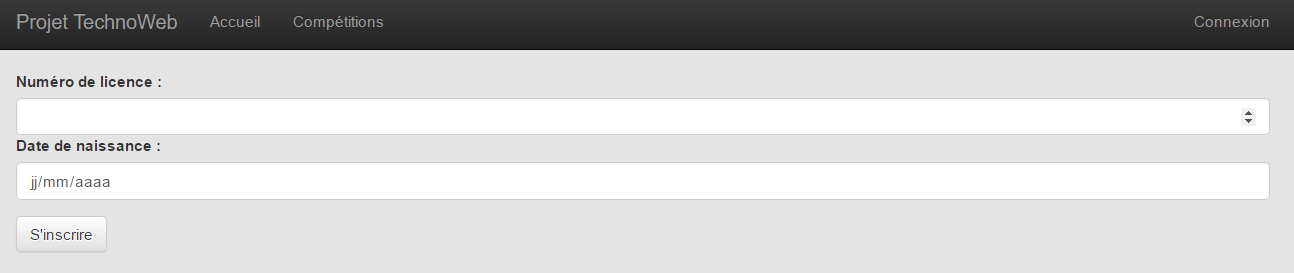 Projet TechnoWeb Accueil Compétitions Connexion
Numéro de licence :
Date de naissance :
jj/mm/aaaa
S'inscrire